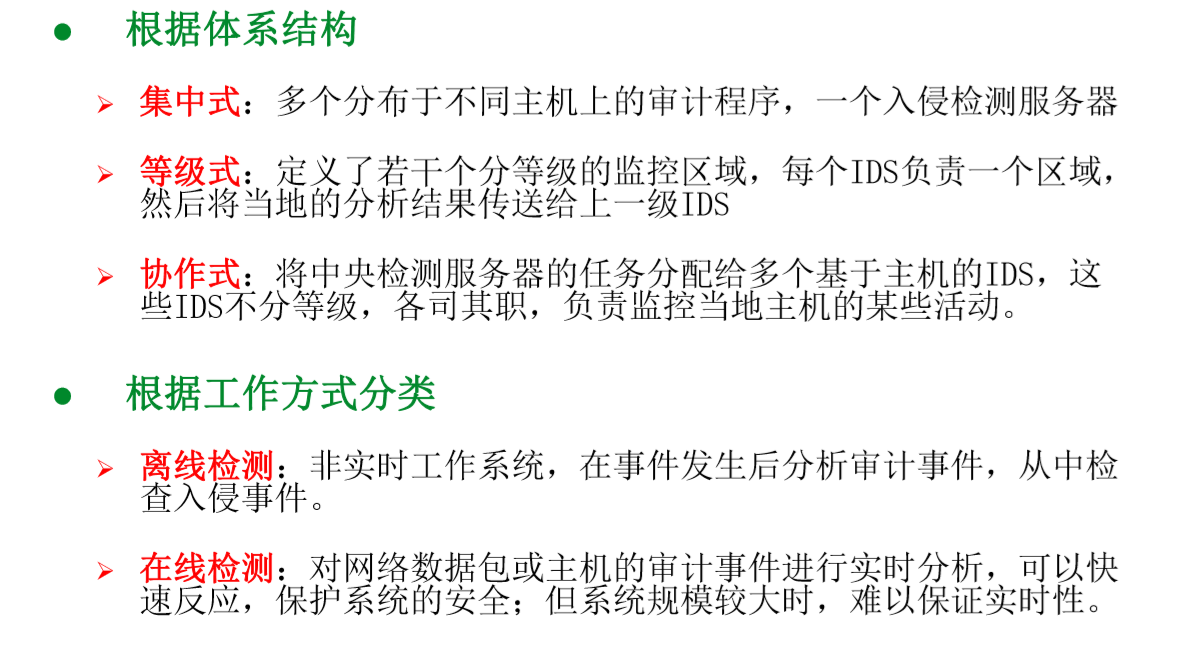 ● 根据体系结构
➢ 集中式：多个分布于不同主机上的审计程序，一个入侵检测服务器
➢ 等级式：定义了若干个分等级的监控区域，每个IDS负责一个区域，
然后将当地的分析结果传送给上一级IDS
➢ 协作式：将中央检测服务器的任务分配给多个基于主机的IDS，这
些IDS不分等级，各司其职，负责监控当地主机的某些活动。
● 根据工作方式分类
➢ 离线检测：非实时工作系统，在事件发生后分析审计事件，从中检
查入侵事件。
➢ 在线检测：对网络数据包或主机的审计事件进行实时分析，可以快
速反应，保护系统的安全；但系统规模较大时，难以保证实时性。